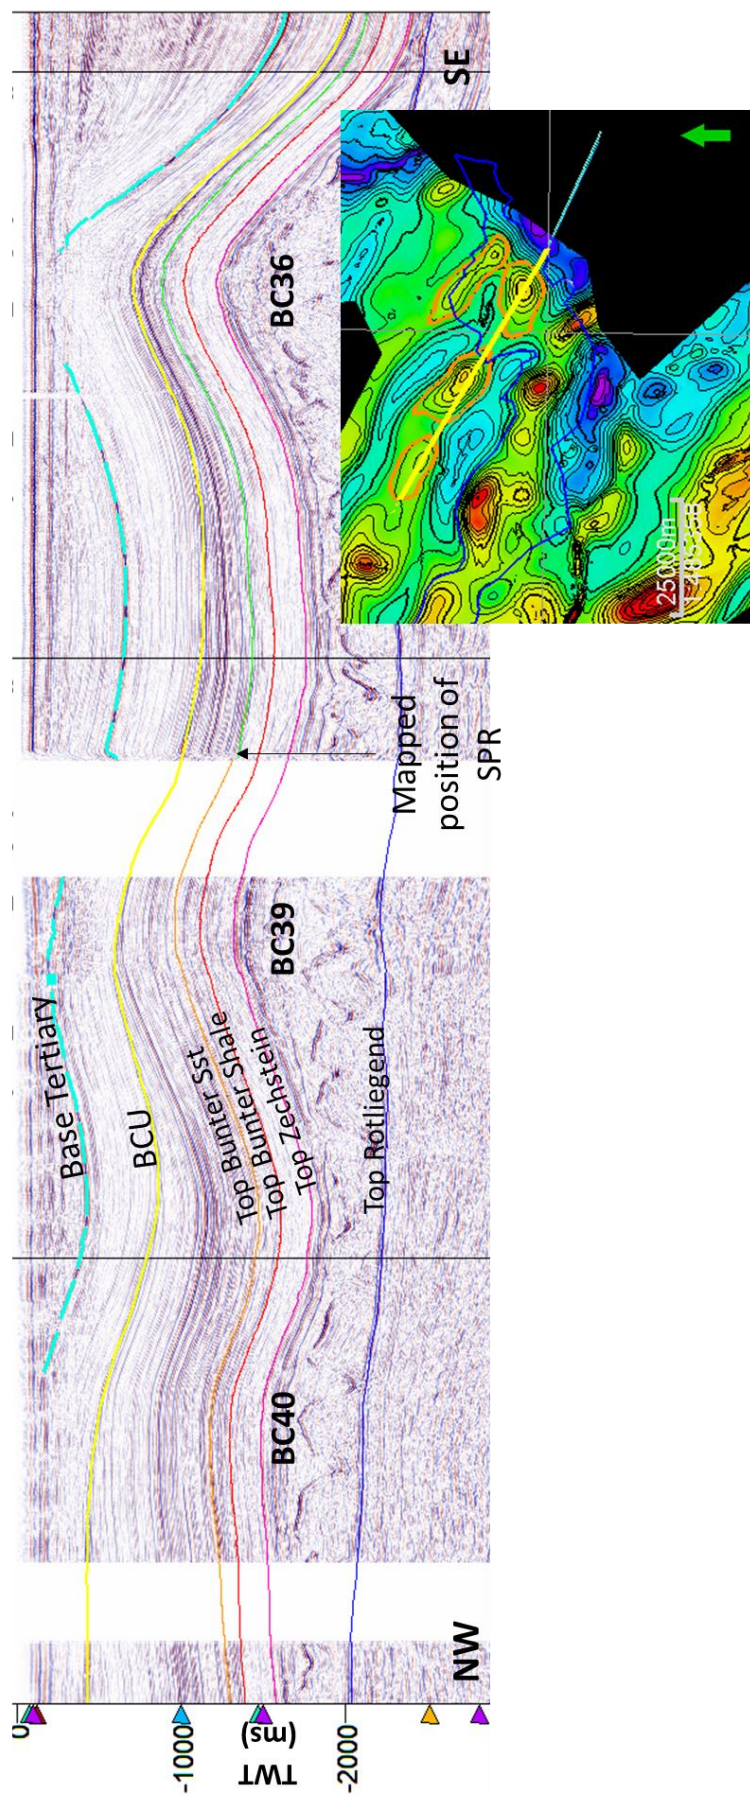 NW
SE
0
-1000
-2000
TWT
(ms)
Base Tertiary
BCU
Top Bunter Sst
Top Bunter Shale
Top Zechstein
Top Rotliegend
BC40
BC39
BC36
Mapped
position of
SPR
25000m